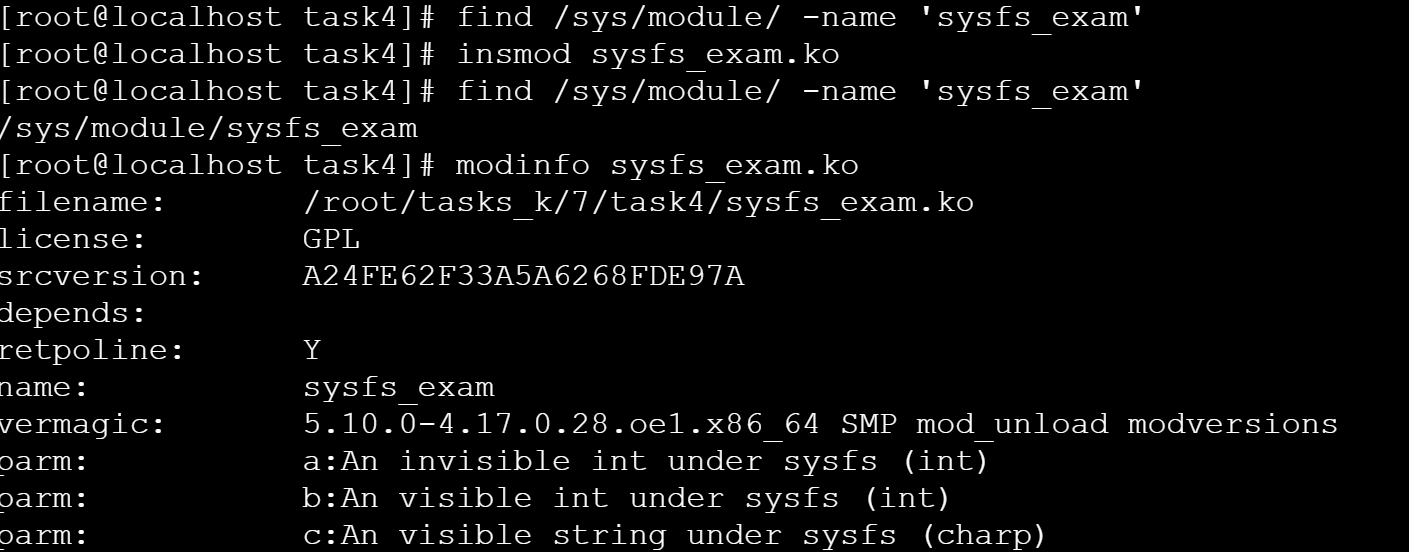 [root@localhost task4]# find /sys/module/ -name 'sysfs_exam'
[root@localhost task4]# insmod sysfs_exam.ko
[root@localhost task4]# find /sys/module/ -name 'sysfs_exam'
/sys/module/sysfs_exam
[root@localhost task4]# modinfo sysfs_exam.ko
filename:       /root/tasks_k/7/task4/sysfs_exam.ko
license:        GPL
srcversion:     A24FE62F33A5A6268FDE97A
depends:
retpoline:      Y
name:           sysfs_exam
vermagic:       5.10.0-4.17.0.28.oe1.x86_64 SMP mod_unload modversions
parm:           a:An invisible int under sysfs (int)
parm:           b:An visible int under sysfs (int)
parm:           c:An visible string under sysfs (charp)